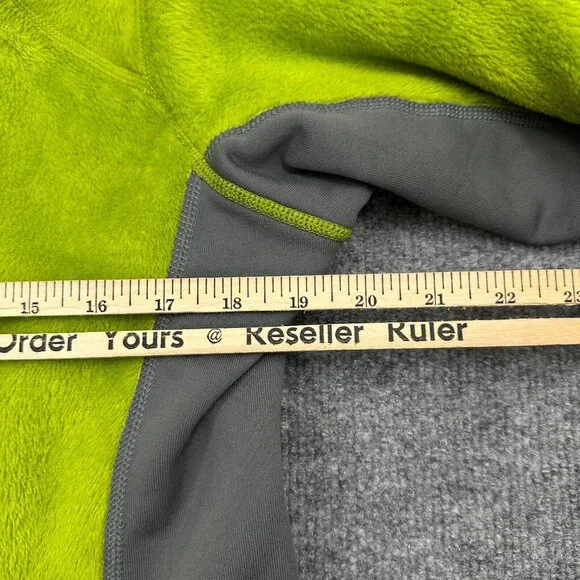 15 16 17 18 19 20 21 22 23
Order Yours @ Reseller Ruler